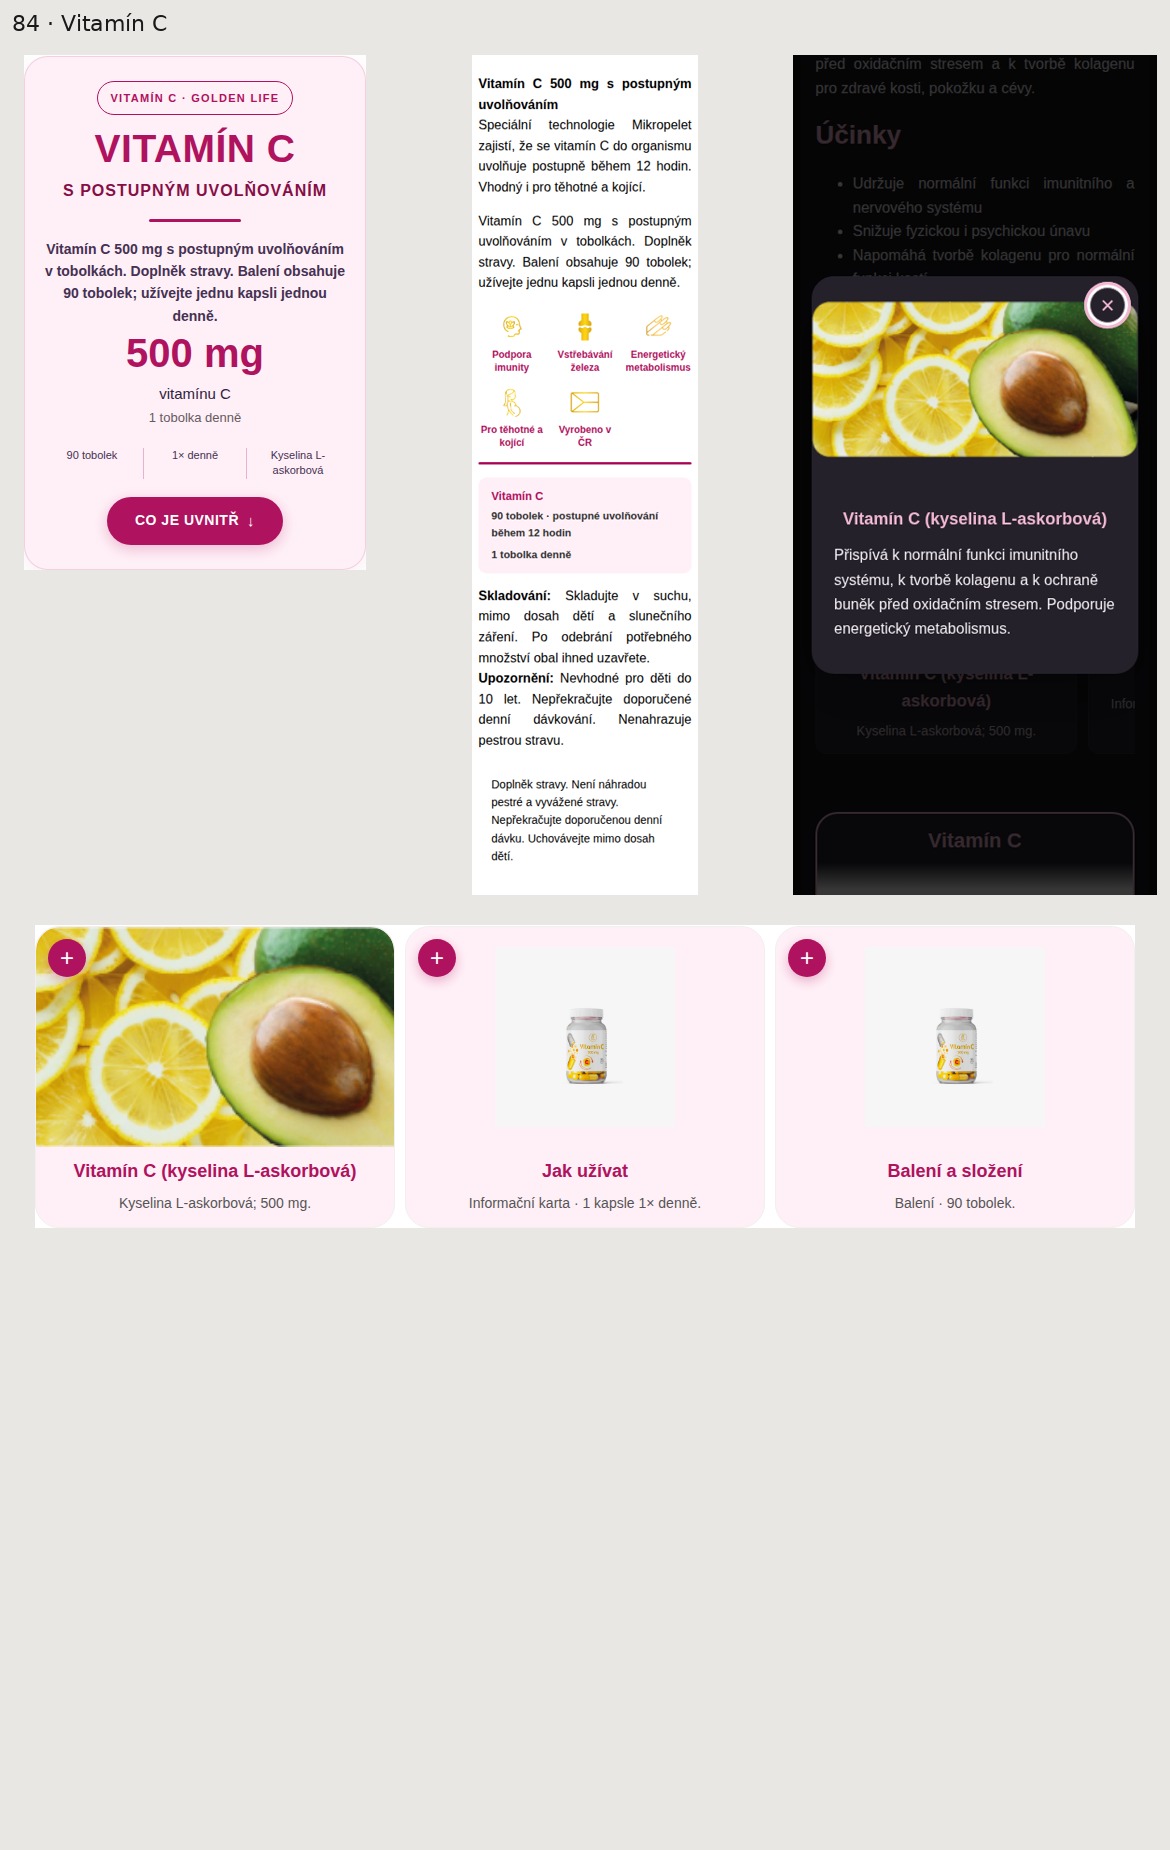 84 · Vitamín C
VITAMÍN C · GOLDEN LIFE
VITAMÍN C
S POSTUPNÝM UVOLŇOVÁNÍM
Vitamín C 500 mg s postupným uvolňováním
v tobolkách. Doplněk stravy. Balení obsahuje
90 tobolek; užívejte jednu kapsli jednou
denně.
500 mg
vitamínu C
1 tobolka denně
90 tobolek
1× denně
Kyselina L-
askorbová
CO JE UVNITŘ ↓
Vitamín C 500 mg s postupným
uvolňováním
Speciální technologie Mikropelet
zajistí, že se vitamín C do organismu
uvolňuje postupně během 12 hodin.
Vhodný i pro těhotné a kojící.
Vitamín C 500 mg s postupným
uvolňováním v tobolkách. Doplněk
stravy. Balení obsahuje 90 tobolek;
užívejte jednu kapsli jednou denně.
Podpora
imunity
Vstřebávání
železa
Energetický
metabolismus
Pro těhotné a
kojící
Vyrobeno v
ČR
Vitamín C
90 tobolek · postupné uvolňování
během 12 hodin
1 tobolka denně
Skladování: Skladujte v suchu,
mimo dosah dětí a slunečního
záření. Po odebrání potřebného
množství obal ihned uzavřete.
Upozornění: Nevhodné pro děti do
10 let. Nepřekračujte doporučené
denní dávkování. Nenahrazuje
pestrou stravu.
Doplněk stravy. Není náhradou
pestré a vyvážené stravy.
Nepřekračujte doporučenou denní
dávku. Uchovávejte mimo dosah
dětí.
před oxidačním stresem a k tvorbě kolagenu
pro zdravé kosti, pokožku a cévy.
Účinky
• Udržuje normální funkci imunitního a
nervového systému
• Snižuje fyzickou i psychickou únavu
• Napomáhá tvorbě kolagenu pro normální
funkci kostí
×
Vitamín C (kyselina L-askorbová)
Přispívá k normální funkci imunitního
systému, k tvorbě kolagenu a k ochraně
buněk před oxidačním stresem. Podporuje
energetický metabolismus.
Vitamín C (kyselina L-
askorbová)
Kyselina L-askorbová; 500 mg.
Infor
Vitamín C
+
Vitamín C (kyselina L-askorbová)
Kyselina L-askorbová; 500 mg.
+
VitamínC
Jak užívat
Informační karta · 1 kapsle 1× denně.
+
VitamínC
Balení a složení
Balení · 90 tobolek.